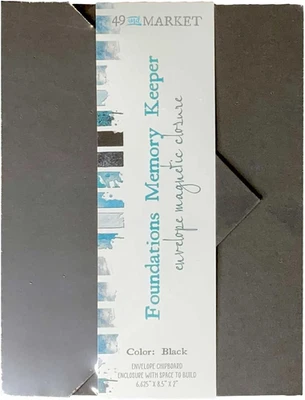 49 AND MARKET
Foundations Memory Keeper
envelope magnetic closure
Color: Black
ENVELOPE CHIPBOARD
ENCLOSURE WITH SPACE TO BUILD
6.625" X 8.5" X 2"